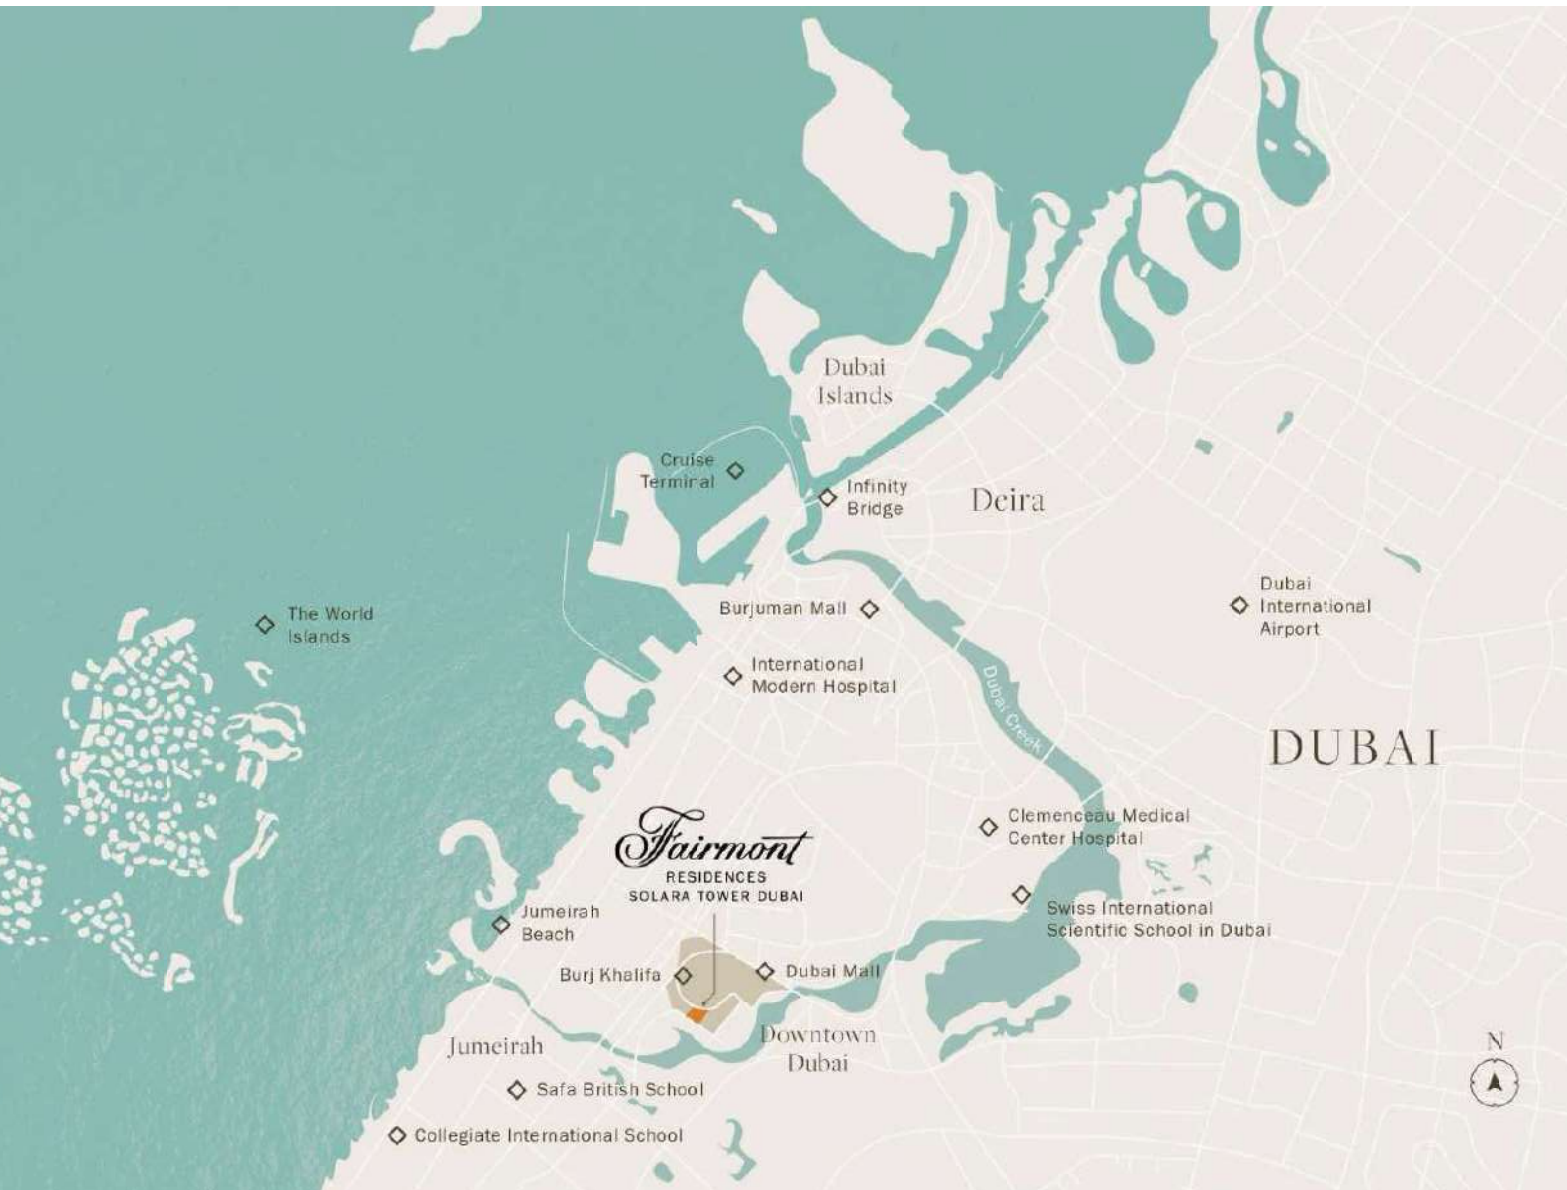 Dubai
Islands
Cruise
Terminal
Infinity
Bridge
Deira
Dubai
International
Airport
The World
Islands
Burjuman Mall
International
Modern Hospital
Dubai Creek
DUBAI
Clemenceau Medical
Center Hospital
Fairmont
RESIDENCES
SOLARA TOWER DUBAI
Swiss International
Scientific School in Dubai
Jumeirah
Beach
Burj Khalifa
Dubai Mall
Downtown
Dubai
Jumeirah
N
Safa British School
Collegiate International School